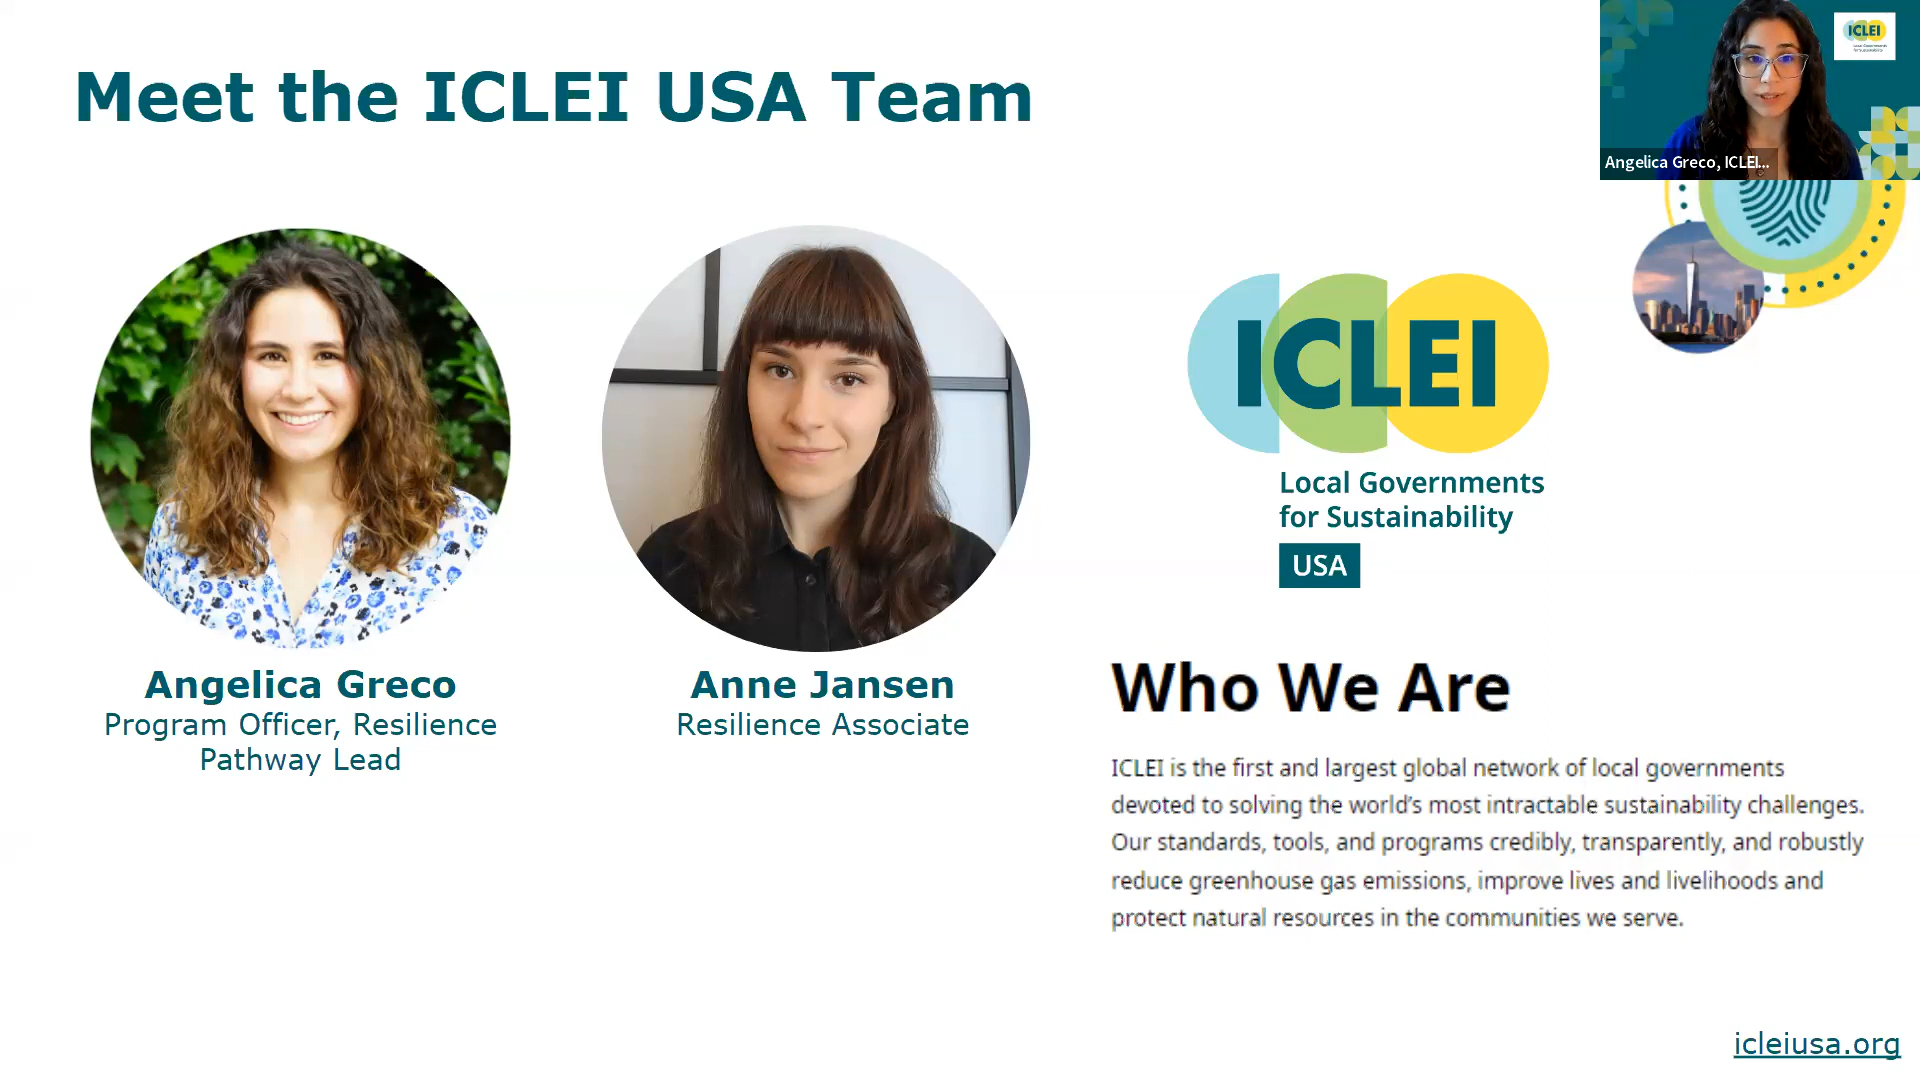 Meet the ICLEI USA Team
ICLEI
Angelica Greco, ICLEI...
ICLEI
Local Governments
for Sustainability
USA
Angelica Greco
Program Officer, Resilience
Pathway Lead
Anne Jansen
Resilience Associate
Who We Are
ICLEI is the first and largest global network of local governments
devoted to solving the world’s most intractable sustainability challenges.
Our standards, tools, and programs credibly, transparently, and robustly
reduce greenhouse gas emissions, improve lives and livelihoods and
protect natural resources in the communities we serve.
icleiusa.org